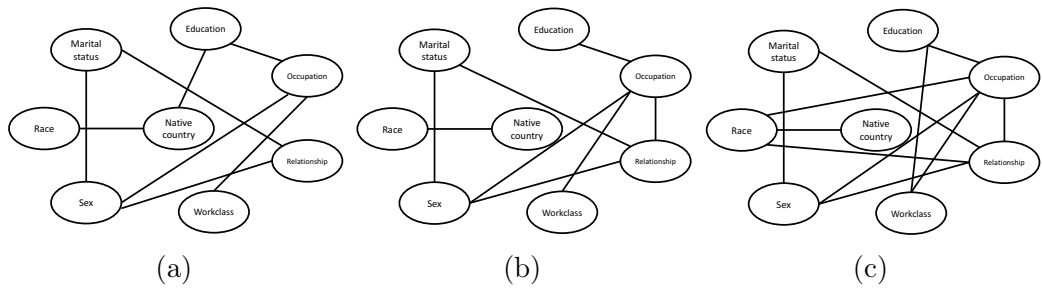 Education
Marital
status
Occupation
Race
Native
country
Relationship
Sex
Workclass
(a)
Education
Marital
status
Occupation
Race
Native
country
Relationship
Sex
Workclass
(b)
Education
Marital
status
Occupation
Race
Native
country
Relationship
Sex
Workclass
(c)